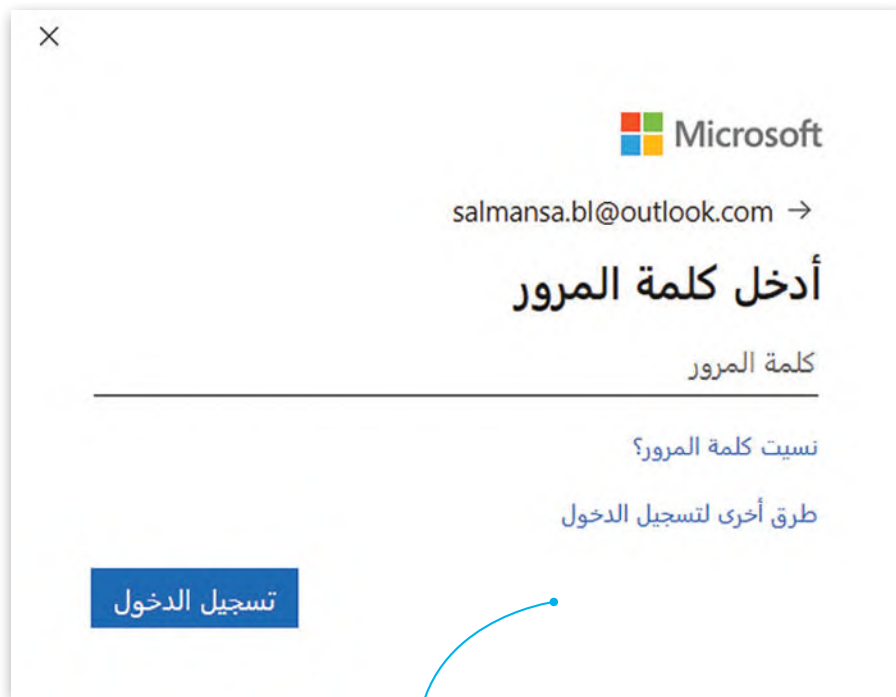 Microsoft
salmansa.bl@outlook.com →
أدخل كلمة المرور
كلمة المرور
نسيت كلمة المرور؟
طرق أخرى لتسجيل الدخول
تسجيل الدخول